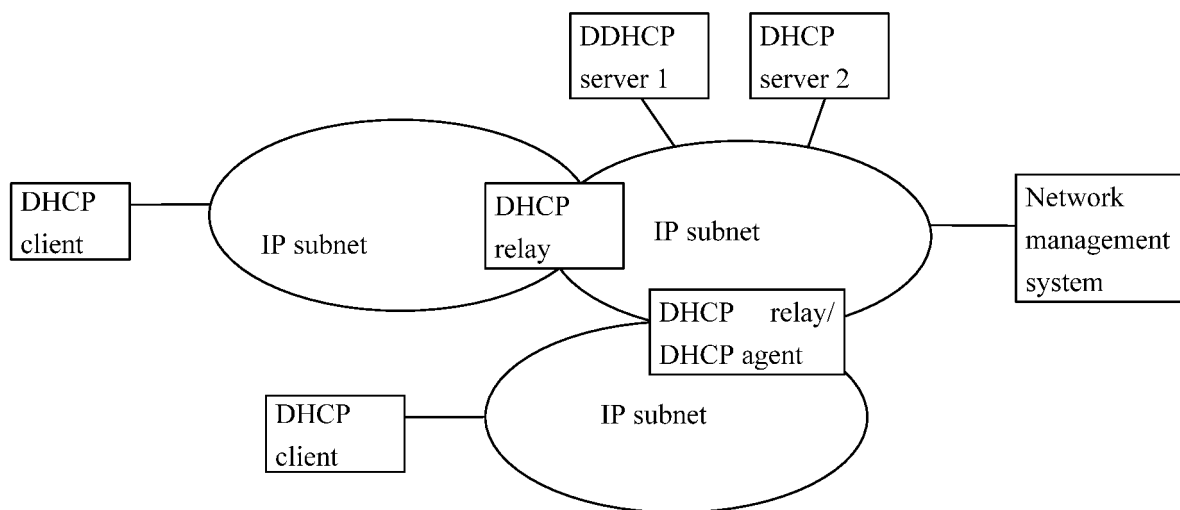 DDHCP
server 1
DHCP
server 2
DHCP
client
IP subnet
DHCP
relay
IP subnet
Network
management
system
DHCP relay/
DHCP agent
DHCP
client
IP subnet